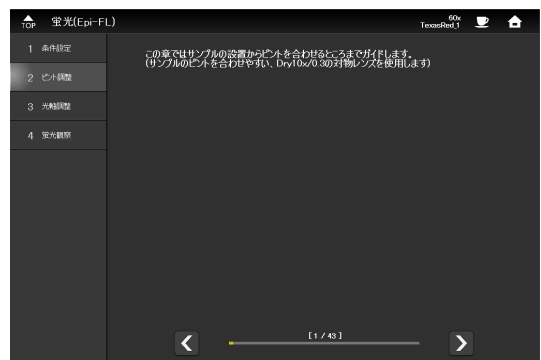 TOP 蛍光(Epi-FL)
60x
TexasRed_1
1 条件設定
2 ピント調整
3 光軸調整
4 蛍光観察
この章ではサンプルの設置からピントを合わせるところまでガイドします。
(サンプルのピントを合わせやすい、Dry10x/0.3の対物レンズを使用します)
[1 / 43]